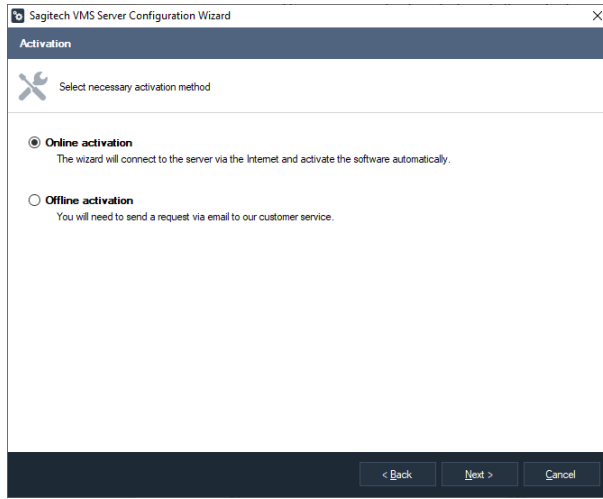 Sagitech VMS Server Configuration Wizard
Activation
Select necessary activation method
Online activation
The wizard will connect to the server via the Internet and activate the software automatically.
Offline activation
You will need to send a request via email to our customer service.
< Back Next > Cancel